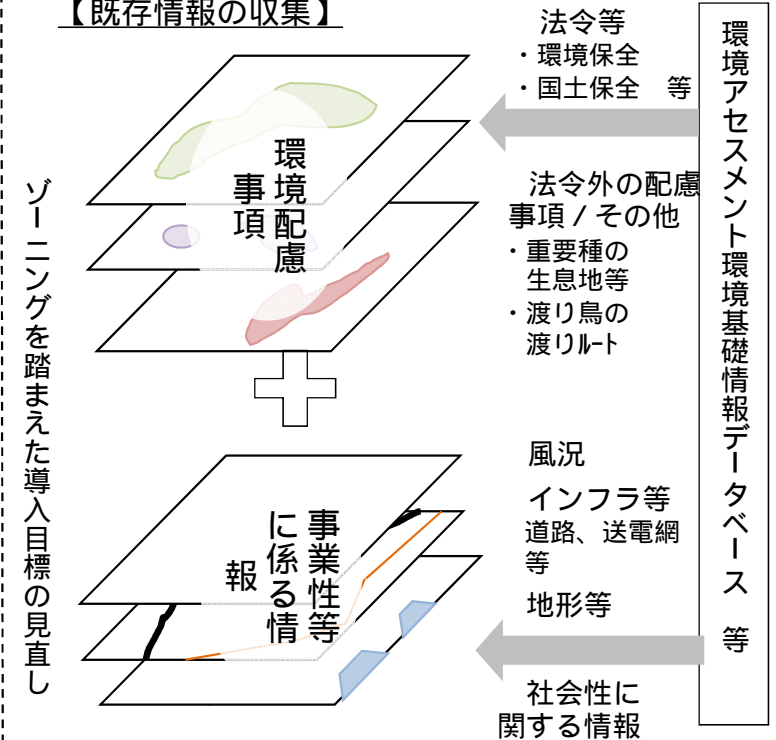 【既存情報の収集】
法令等
・環境保全
・国土保全　等
環境配慮
事項
法令外の配慮
事項/その他
・重要種の
生息地等
・渡り鳥の
渡りルート
事業性等
に係る情
報
風況
インフラ等
道路、送電網
等
地形等
社会性に
関する情報
環境アセスメント環境基礎情報データベース　等
ゾーニングを踏まえた導入目標の見直し